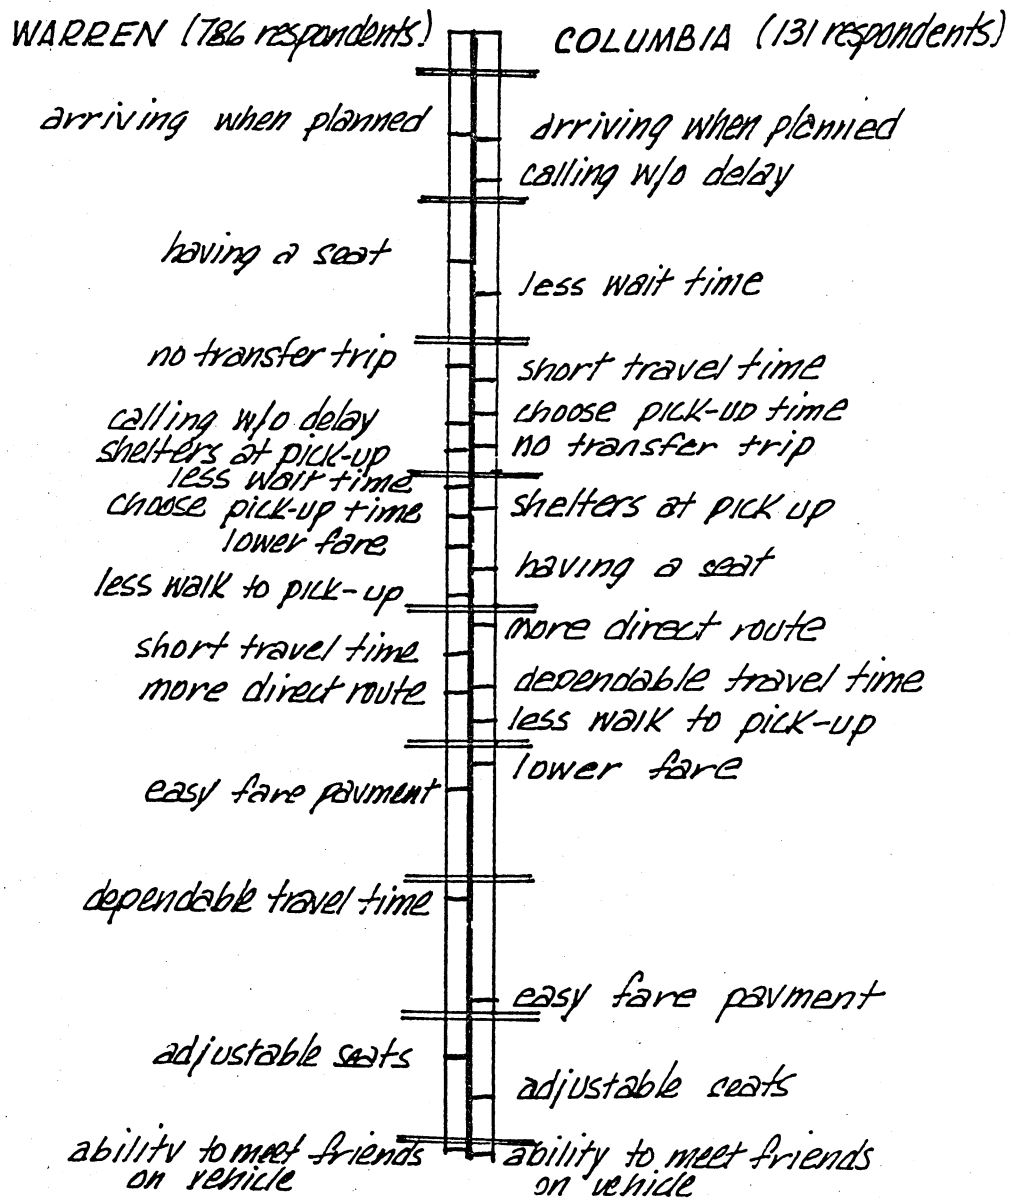 WARREN (786 respondents)
COLUMBIA (131 respondents)
arriving when planned
having a seat
no transfer trip
calling w/o delay
shelters at pick-up
less wait time
choose pick-up time
lower fare
less walk to pick-up
short travel time
more direct route
easy fare payment
dependable travel time
adjustable seats
ability to meet friends
on vehicle
arriving when planned
calling w/o delay
less wait time
short travel time
choose pick-up time
no transfer trip
shelters at pick up
having a seat
more direct route
dependable travel time
less walk to pick-up
lower fare
easy fare payment
adjustable seats
ability to meet friends
on vehicle